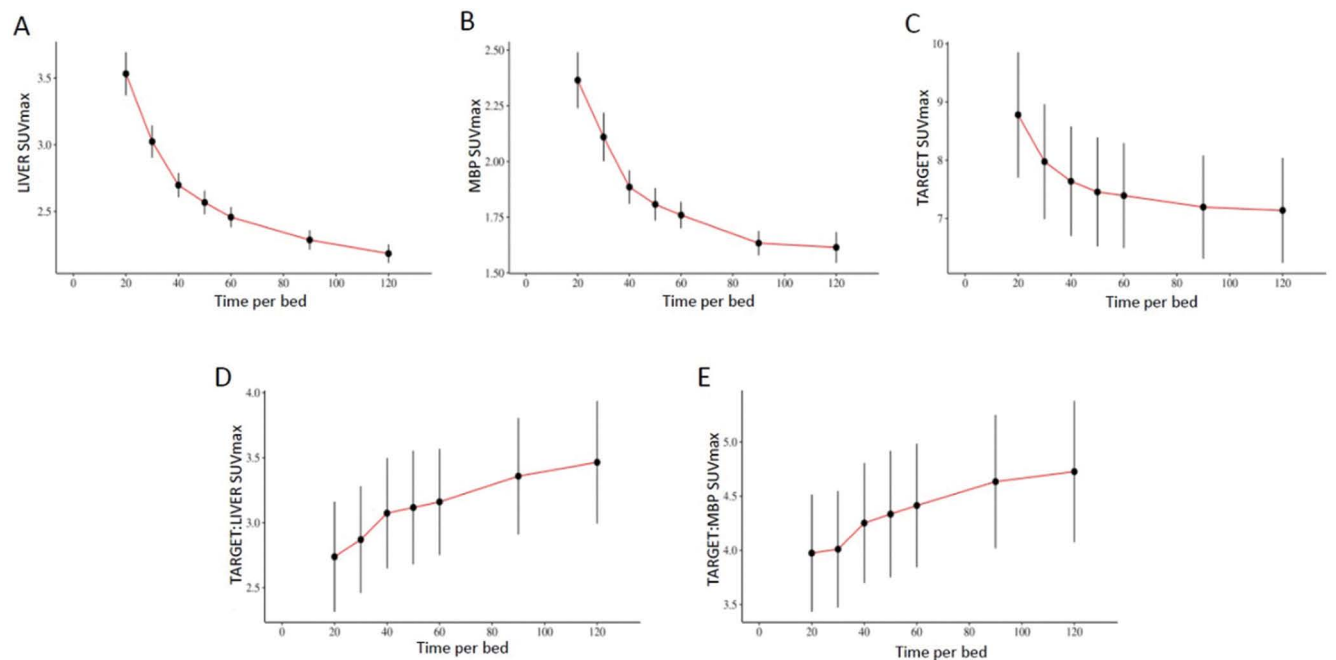 A
LIVER SUVmax
3.5
3.0
2.5
0 20 40 60 80 100 120
Time per bed
B
MBP SUVmax
2.50
2.25
2.00
1.75
1.50
0 20 40 60 80 100 120
Time per bed
C
TARGET SUVmax
10
9
8
7
0 20 40 60 80 100 120
Time per bed
D
TARGET:LIVER SUVmax
4.0
3.5
3.0
2.5
0 20 40 60 80 100 120
Time per bed
E
TARGET:MBP SUVmax
5.0
4.5
4.0
3.5
0 20 40 60 80 100 120
Time per bed